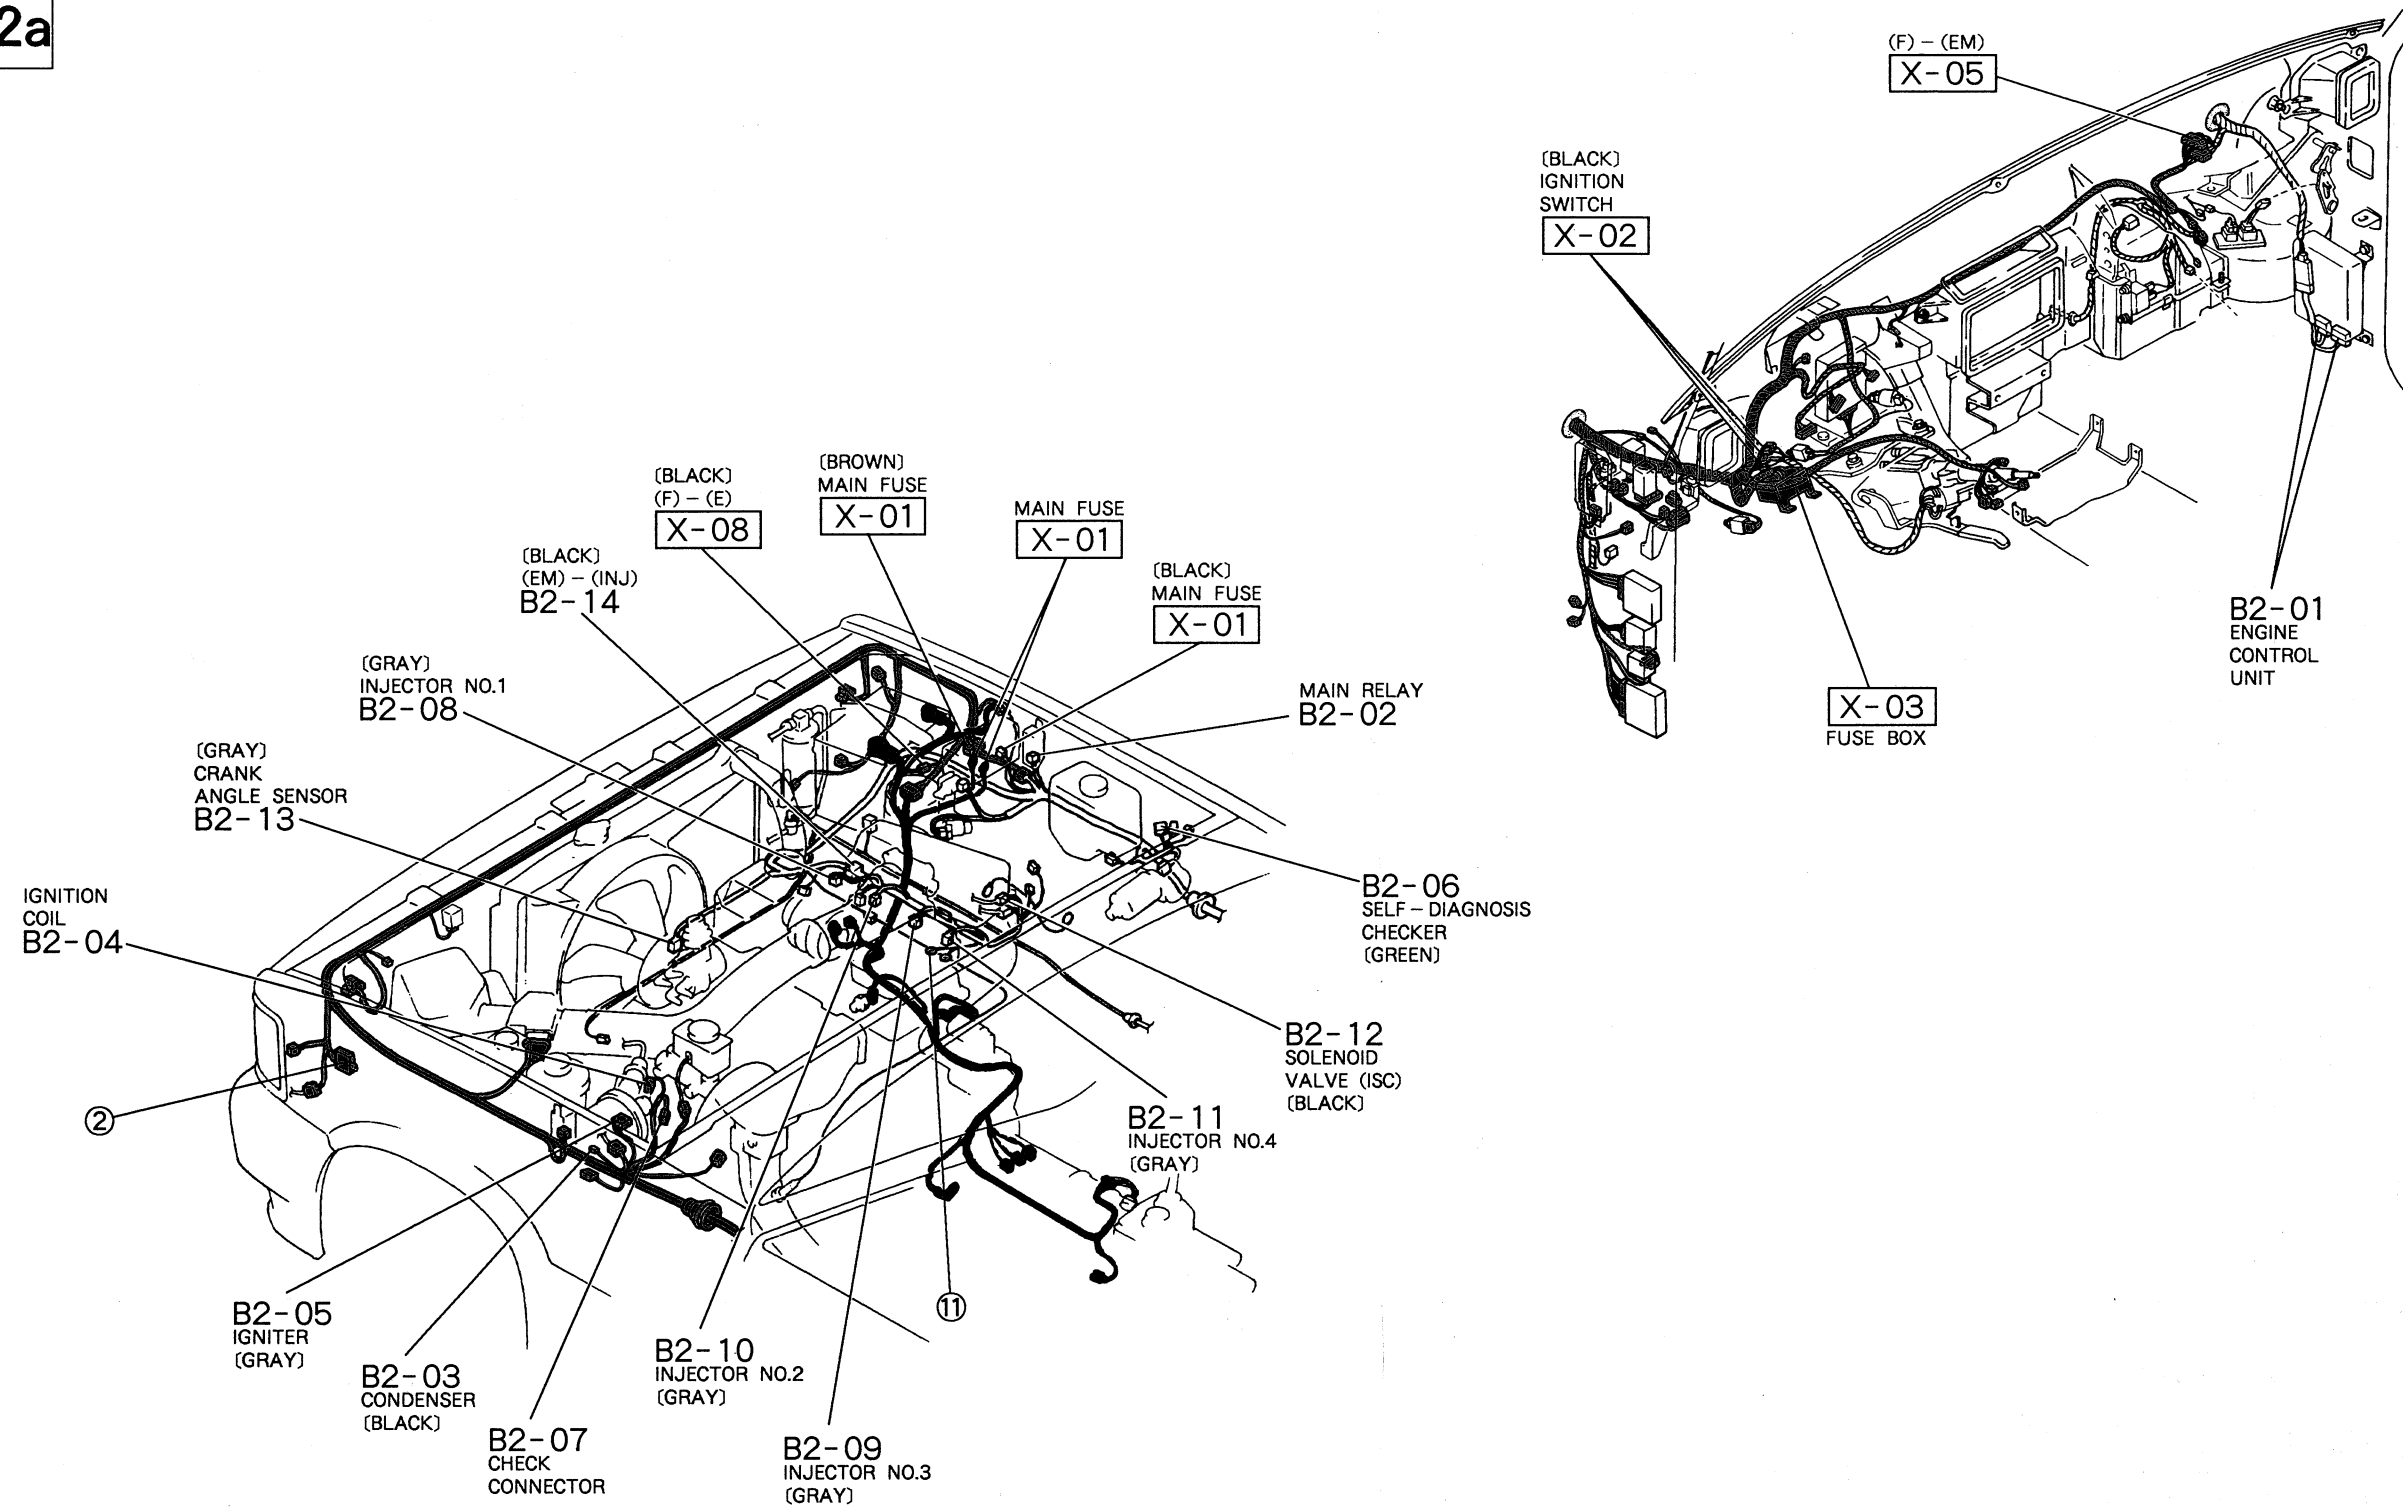 2a
(F) – (EM)
X-05
(BLACK)
IGNITION
SWITCH
X-02
B2-01
ENGINE
CONTROL
UNIT
X-03
FUSE BOX
(BROWN)
MAIN FUSE
X-01
(BLACK)
(F) – (E)
X-08
MAIN FUSE
X-01
(BLACK)
(EM) – (INJ)
B2-14
(BLACK)
MAIN FUSE
X-01
(GRAY)
INJECTOR NO.1
B2-08
MAIN RELAY
B2-02
(GRAY)
CRANK
ANGLE SENSOR
B2-13
IGNITION
COIL
B2-04
B2-06
SELF – DIAGNOSIS
CHECKER
(GREEN)
B2-12
SOLENOID
VALVE (ISC)
(BLACK)
②
B2-11
INJECTOR NO.4
(GRAY)
⑪
B2-05
IGNITER
(GRAY)
B2-03
CONDENSER
(BLACK)
B2-07
CHECK
CONNECTOR
B2-10
INJECTOR NO.2
(GRAY)
B2-09
INJECTOR NO.3
(GRAY)